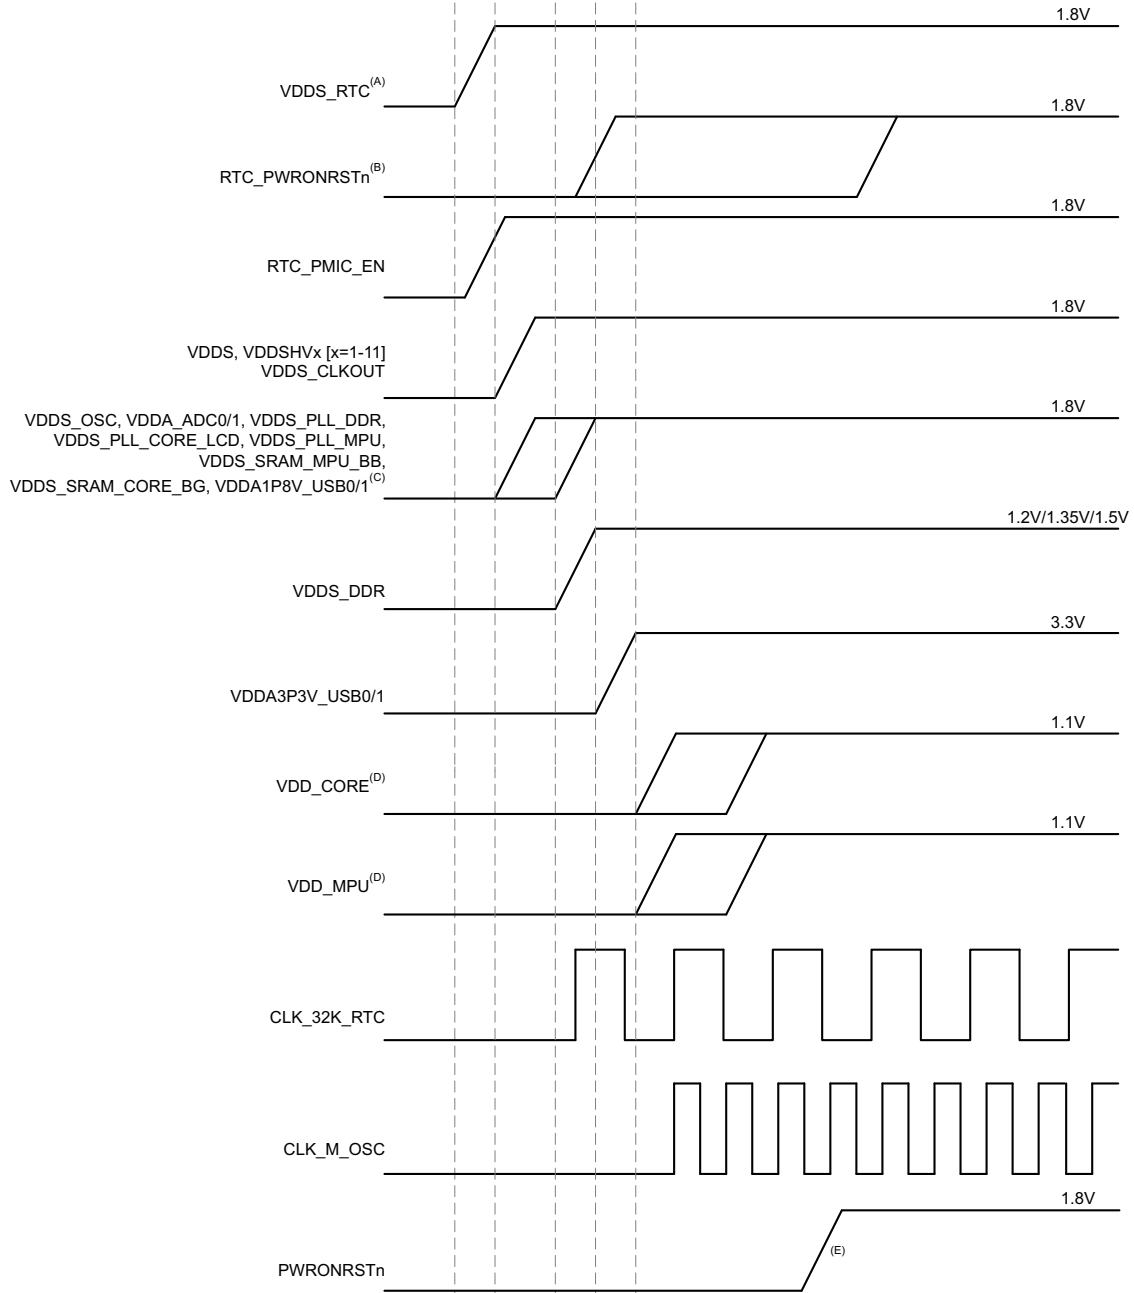 1.8V
VDDS_RTC(A)
1.8V
RTC_PWRONRSTn(B)
1.8V
RTC_PMIC_EN
1.8V
VDDS, VDDSHVx [x=1-11]
VDDS_CLKOUT
1.8V
VDDS_OSC, VDDA_ADC0/1, VDDS_PLL_DDR,
VDDS_PLL_CORE_LCD, VDDS_PLL_MPU,
VDDS_SRAM_MPU_BB,
VDDS_SRAM_CORE_BG, VDDA1P8V_USB0/1(C)
1.2V/1.35V/1.5V
VDDS_DDR
3.3V
VDDA3P3V_USB0/1
1.1V
VDD_CORE(D)
1.1V
VDD_MPU(D)
CLK_32K_RTC
CLK_M_OSC
1.8V
(E)
PWRONRSTn